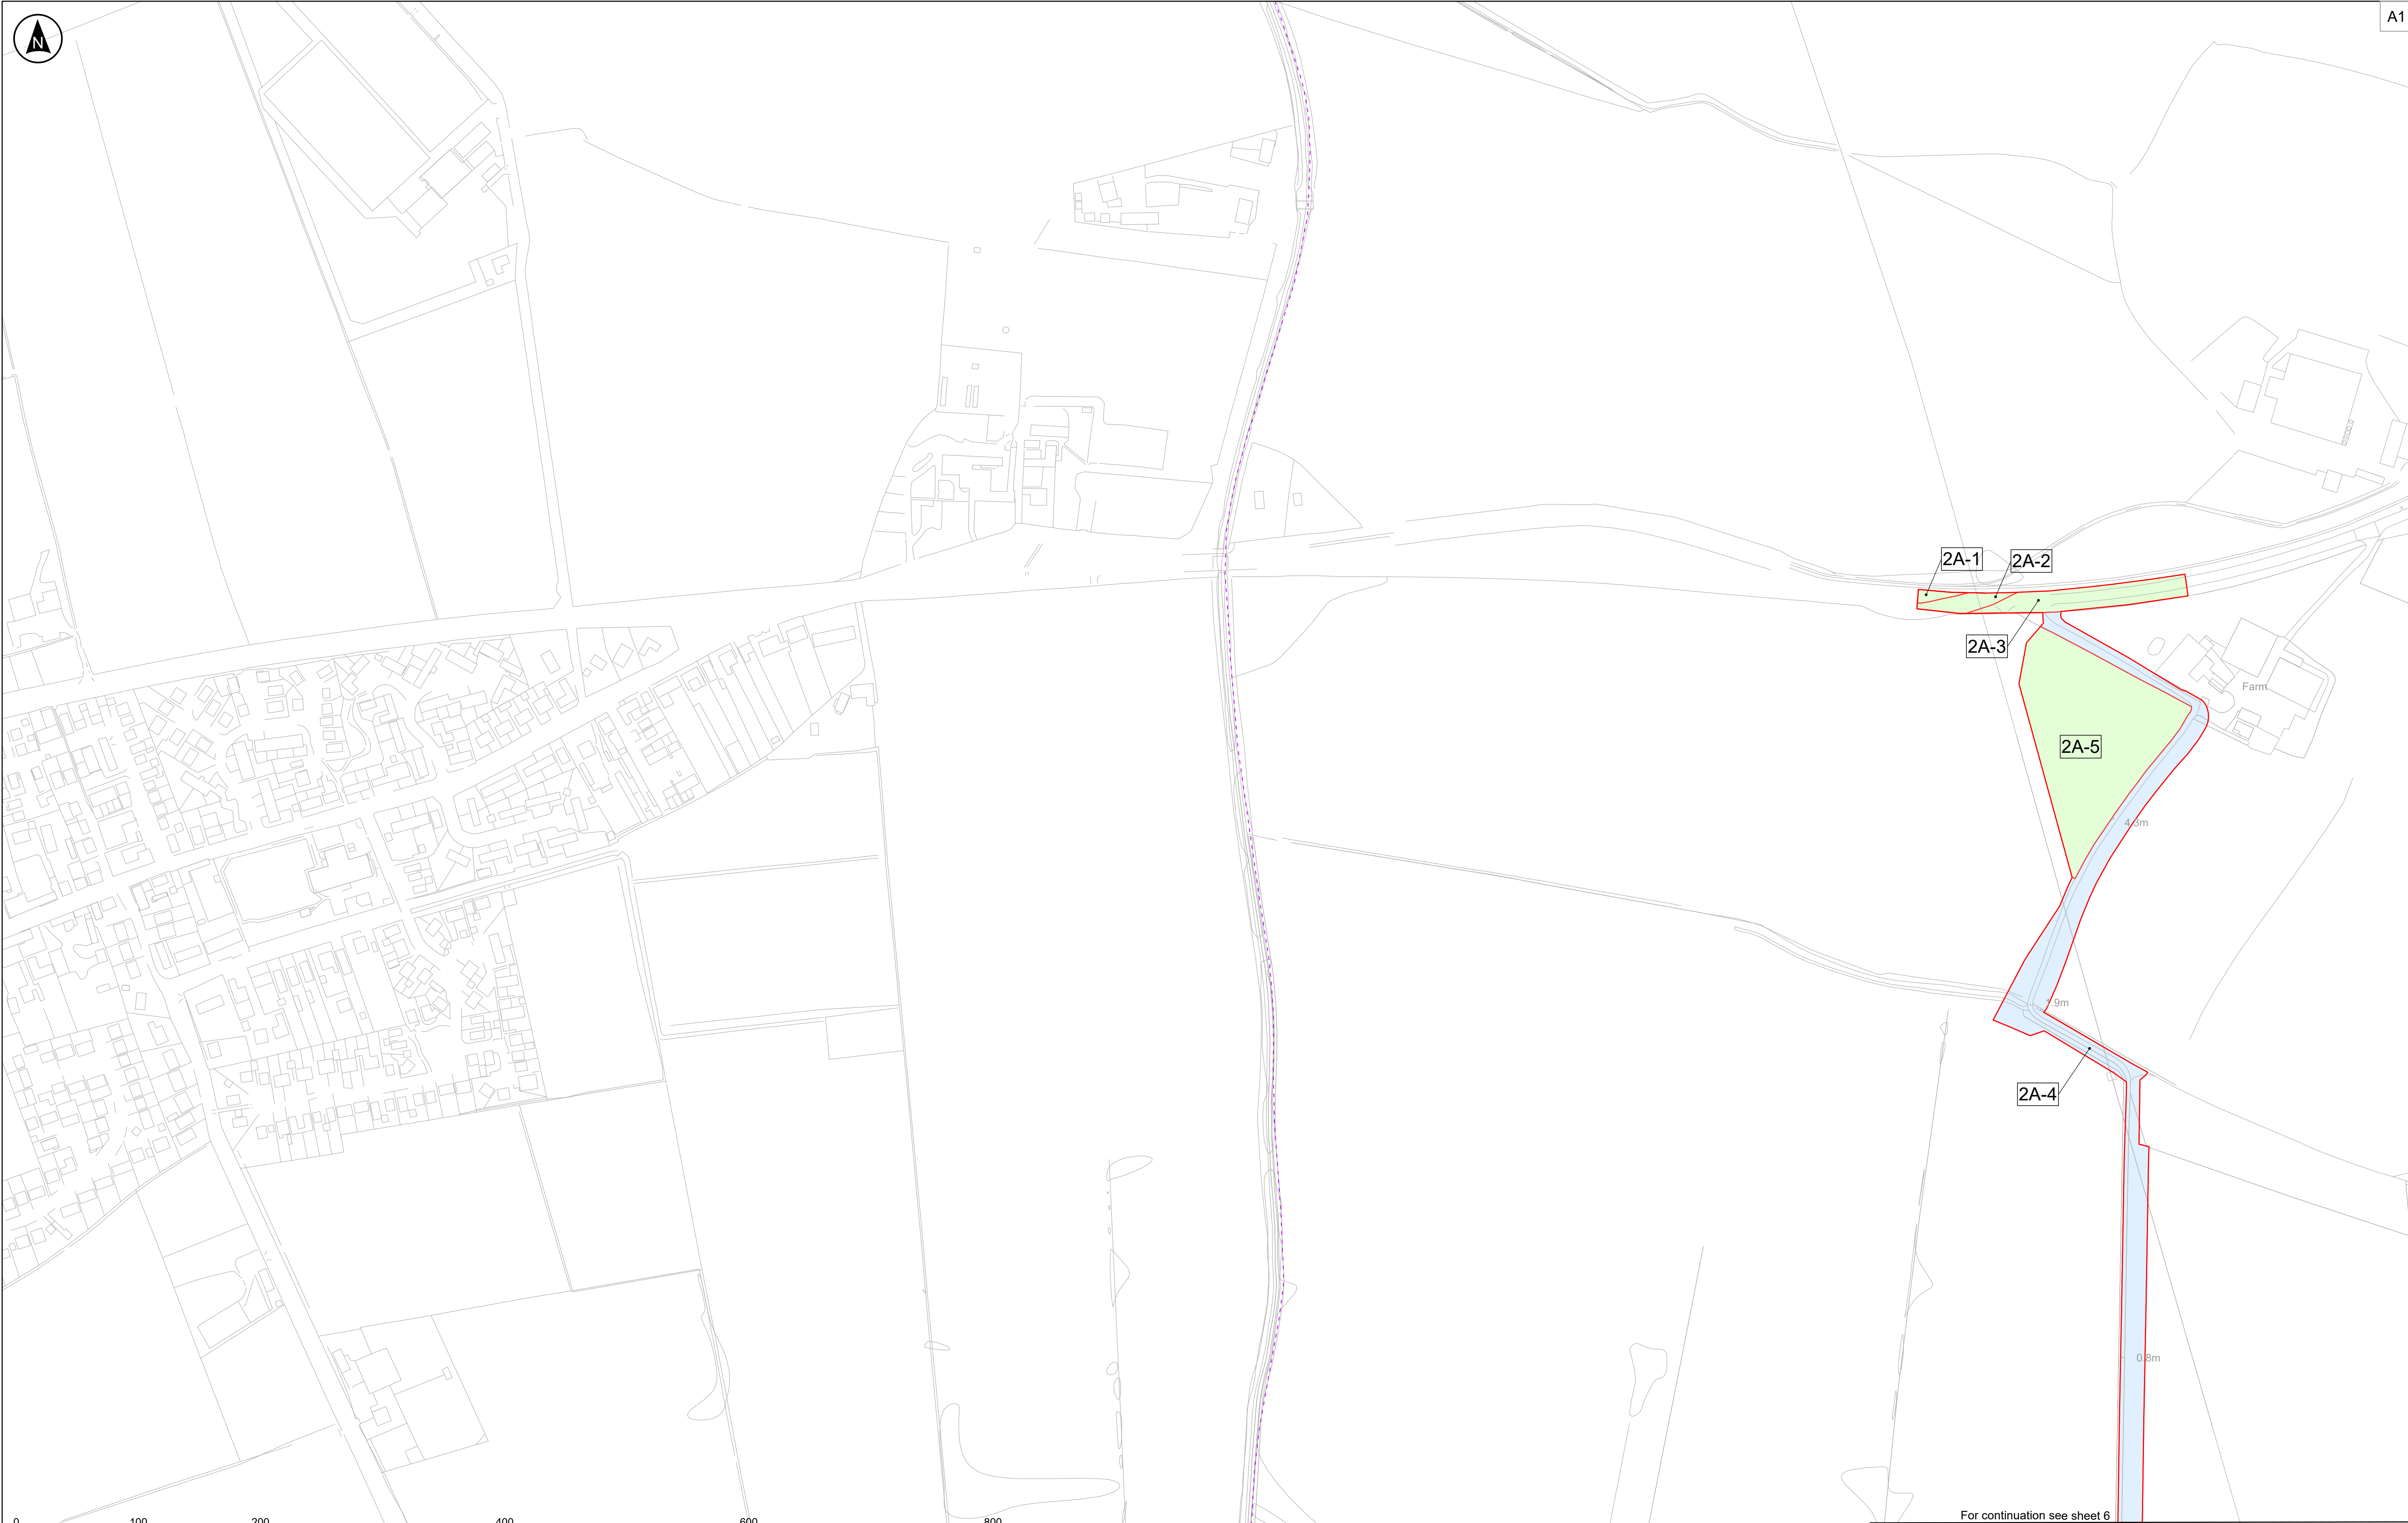 N
A1
2A-1
2A-2
2A-3
Farm
2A-5
4.3m
1.9m
2A-4
0.8m
For continuation see sheet 6
0 100 200 400 600 800